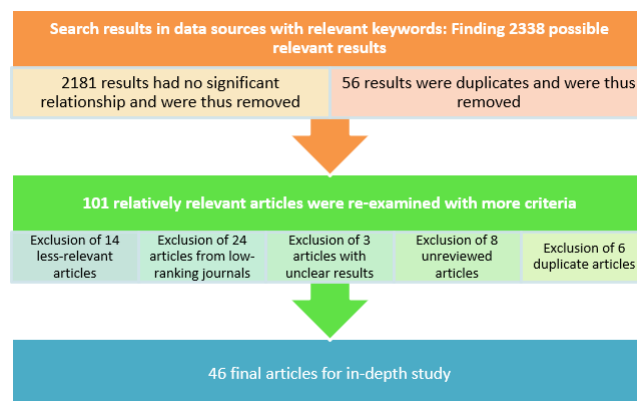 Search results in data sources with relevant keywords: Finding 2338 possible
relevant results
2181 results had no significant
relationship and were thus removed
56 results were duplicates and were thus
removed
101 relatively relevant articles were re-examined with more criteria
Exclusion of 14
less-relevant
articles
Exclusion of 24
articles from low-
ranking journals
Exclusion of 3
articles with
unclear results
Exclusion of 8
unreviewed
articles
Exclusion of 6
duplicate articles
46 final articles for in-depth study